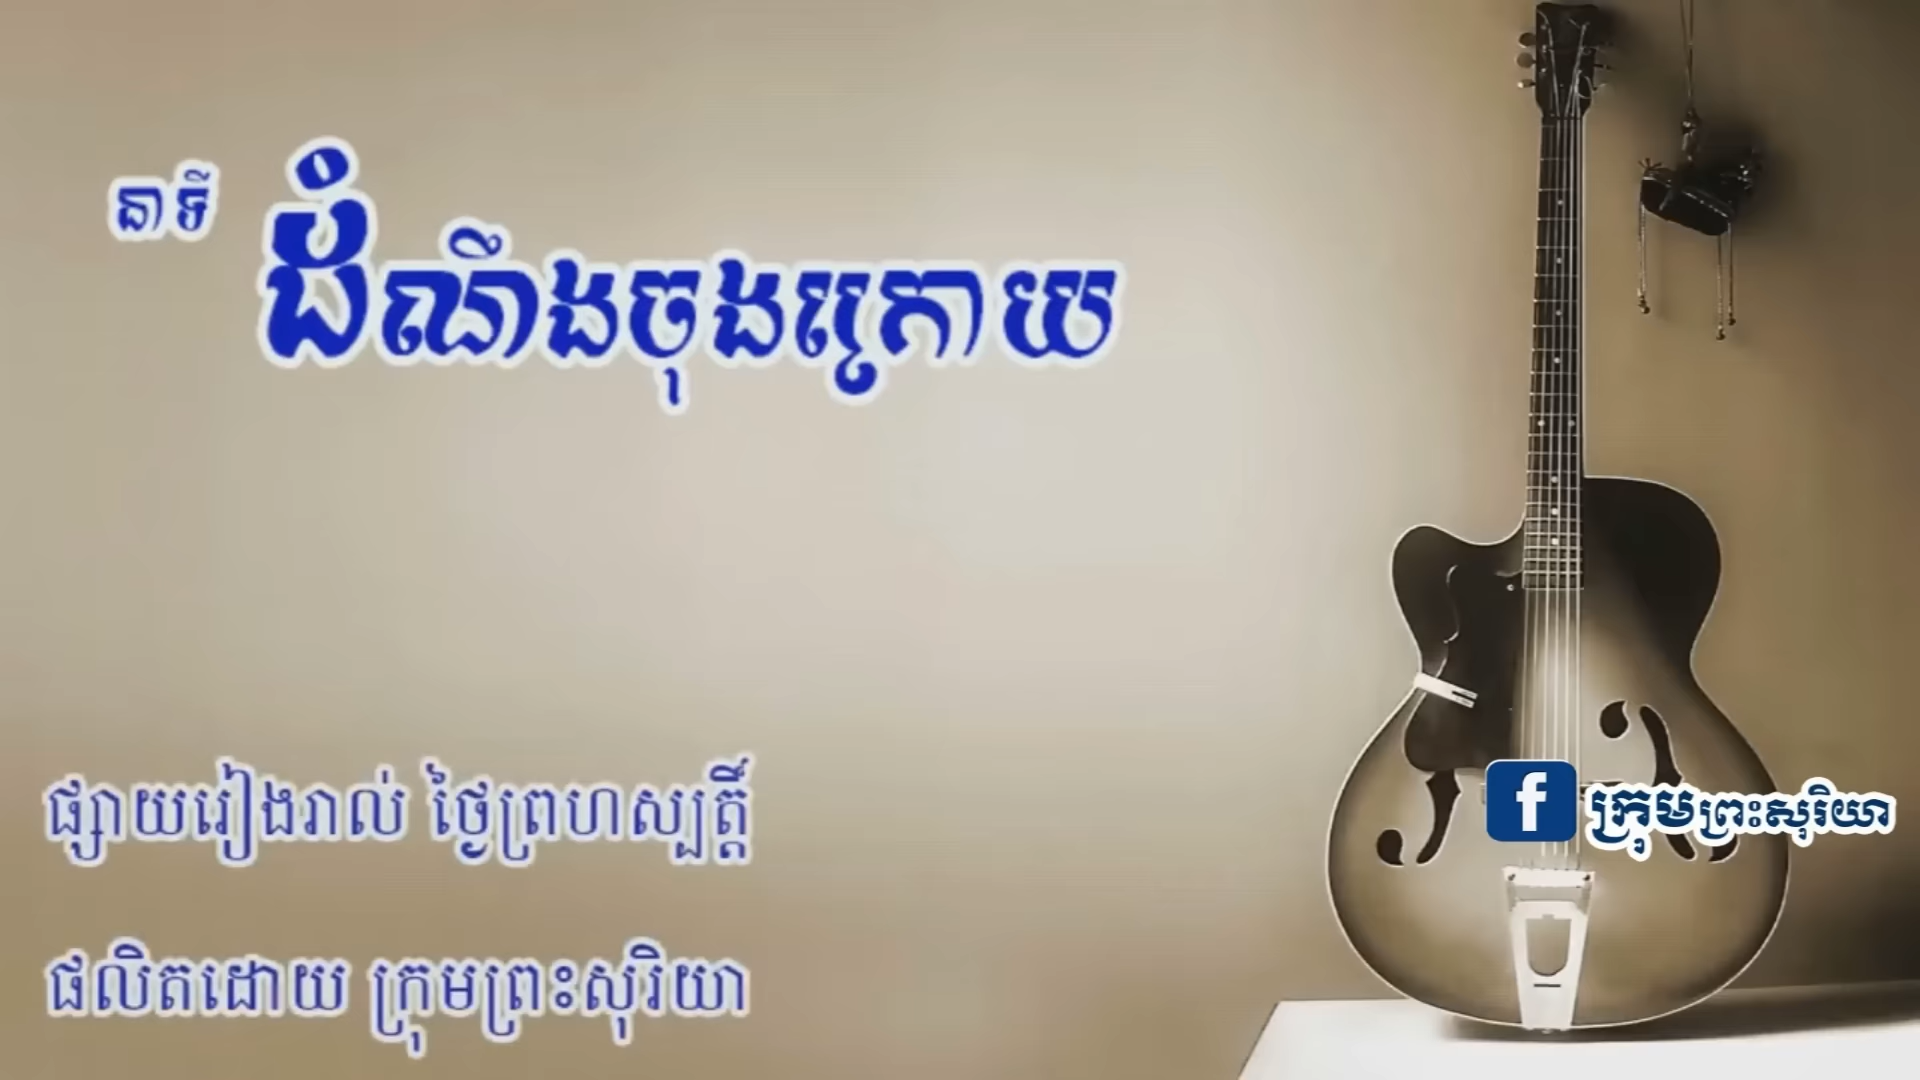 នាទី
ដំណឹងចុងក្រោយ
ផ្សាយរៀងរាល់ ថ្ងៃព្រហស្បត្តិ៍
f ក្រុមព្រះសុរិយា
ផលិតដោយ ក្រុមព្រះសុរិយា